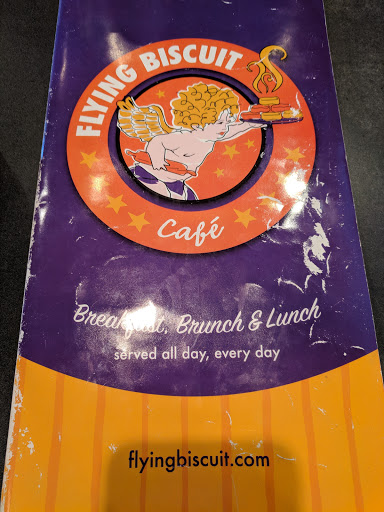 FLYING BISCUIT
Café
Breakfast, Brunch & Lunch
served all day, every day
flyingbiscuit.com